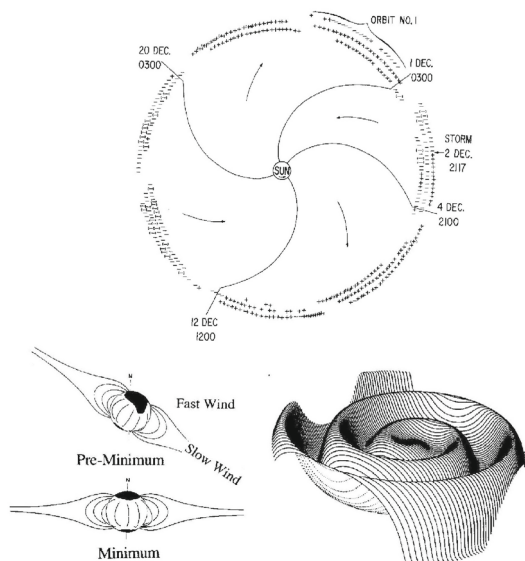 ORBIT NO. 1
20 DEC.
0300
1 DEC.
0300
STORM
2 DEC.
2117
SUN
4 DEC.
2100
12 DEC
1200
N
Fast Wind
Slow Wind
Pre-Minimum
N
Minimum